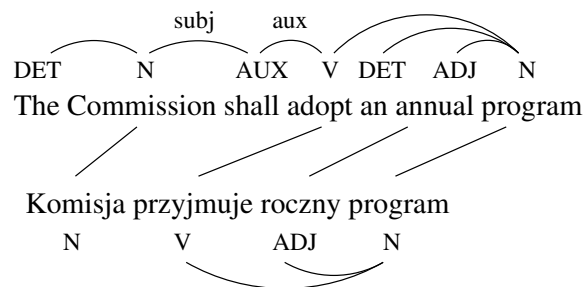 subj aux
DET N AUX V DET ADJ N
The Commission shall adopt an annual program
Komisja przyjmuje roczny program
N V ADJ N